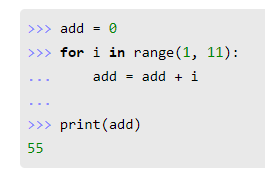 >>> add = 0
>>> for i in range(1, 11):
...     add = add + i
...
>>> print(add)
55